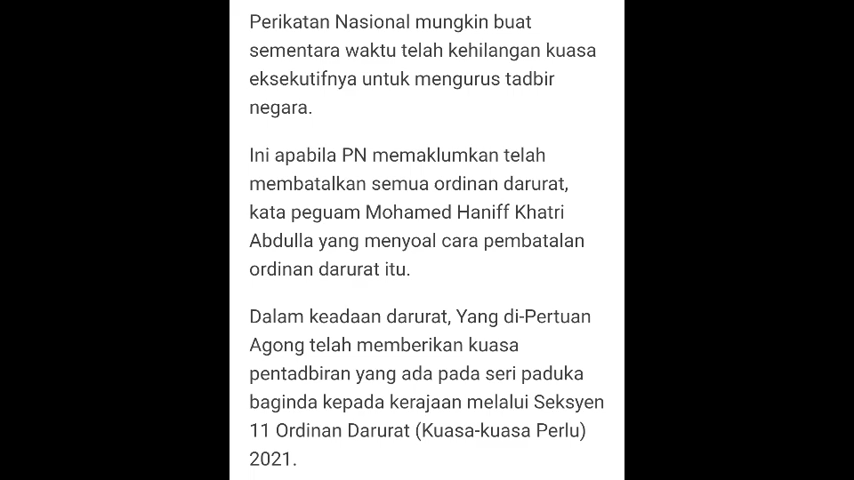 Perikatan Nasional mungkin buat
sementara waktu telah kehilangan kuasa
eksekutifnya untuk mengurus tadbir
negara.
Ini apabila PN memaklumkan telah
membatalkan semua ordinan darurat,
kata peguam Mohamed Haniff Khatri
Abdulla yang menyoal cara pembatalan
ordinan darurat itu.
Dalam keadaan darurat, Yang di-Pertuan
Agong telah memberikan kuasa
pentadbiran yang ada pada seri paduka
baginda kepada kerajaan melalui Seksyen
11 Ordinan Darurat (Kuasa-kuasa Perlu)
2021.